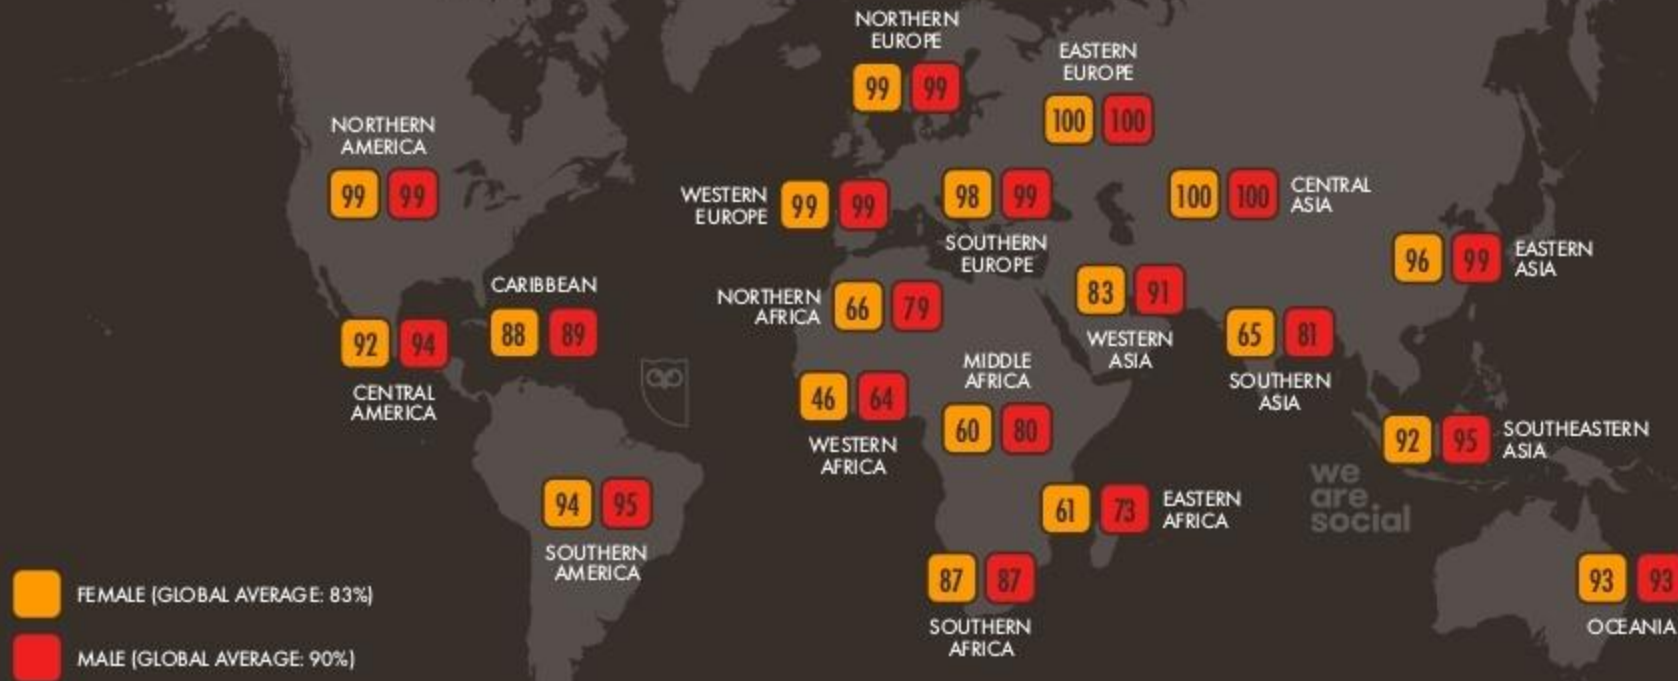 NORTHERN
EUROPE
99 99
EASTERN
EUROPE
100 100
NORTHERN
AMERICA
99 99
WESTERN
EUROPE
99 99
98 99
SOUTHERN
EUROPE
100 100
CENTRAL
ASIA
96 99
EASTERN
ASIA
CARIBBEAN
88 89
NORTHERN
AFRICA
66 79
83 91
WESTERN
ASIA
65 81
SOUTHERN
ASIA
92 94
CENTRAL
AMERICA
46 64
WESTERN
AFRICA
MIDDLE
AFRICA
60 80
92 95
SOUTHEASTERN
ASIA
we
are
social
94 95
SOUTHERN
AMERICA
61 73
EASTERN
AFRICA
87 87
SOUTHERN
AFRICA
93 93
OCEANIA
FEMALE (GLOBAL AVERAGE: 83%)
MALE (GLOBAL AVERAGE: 90%)